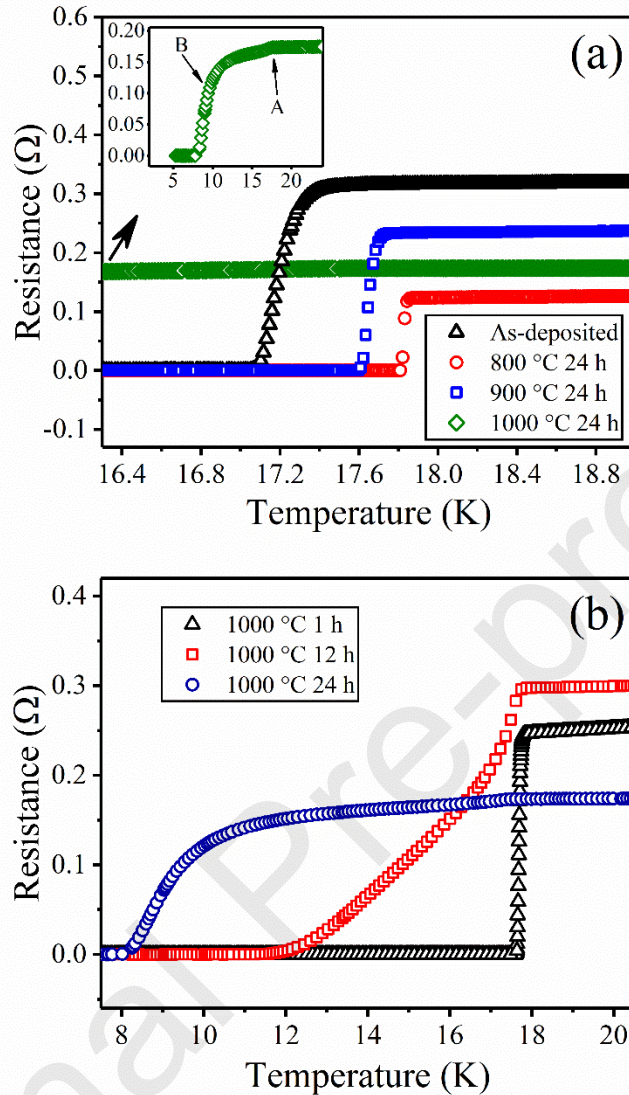 0.6
0.5
0.4
0.3
0.2
0.1
0.0
-0.1
Resistance (Ω)
0.20
0.15
0.10
0.05
0.00
5 10 15 20
B
A
(a)
As-deposited
800 °C 24 h
900 °C 24 h
1000 °C 24 h
16.4 16.8 17.2 17.6 18.0 18.4 18.8
Temperature (K)
0.4
0.3
0.2
0.1
0.0
Resistance (Ω)
(b)
1000 °C 1 h
1000 °C 12 h
1000 °C 24 h
8 10 12 14 16 18 20
Temperature (K)
nal Pre-pre